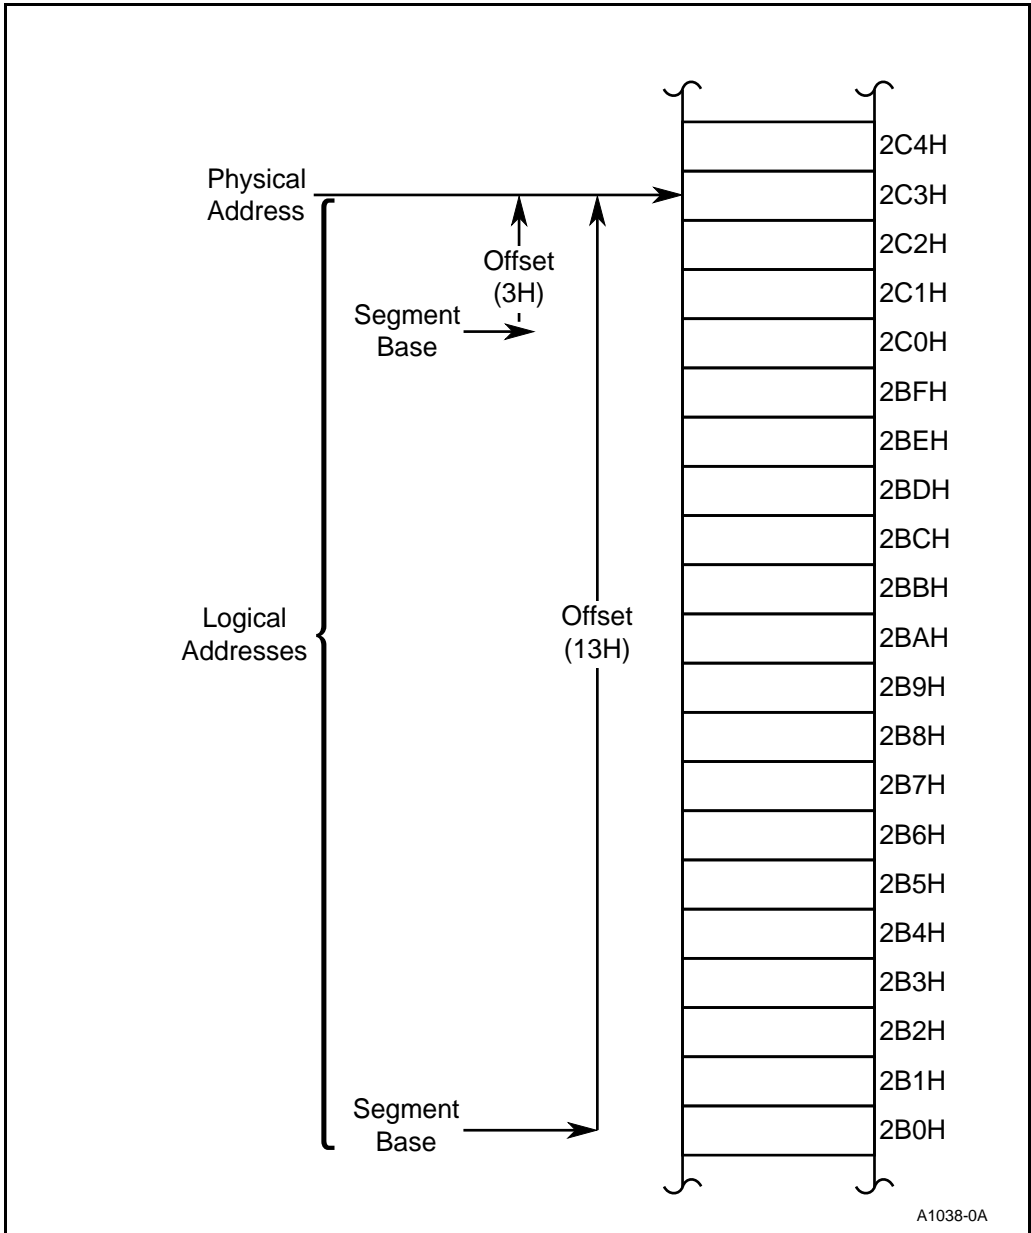 2C4H
Physical
Address
2C3H
2C2H
Offset
(3H)
2C1H
Segment
Base
2C0H
2BFH
2BEH
2BDH
2BCH
2BBH
Logical
Addresses
Offset
(13H)
2BAH
2B9H
2B8H
2B7H
2B6H
2B5H
2B4H
2B3H
2B2H
2B1H
Segment
Base
2B0H
A1038-0A